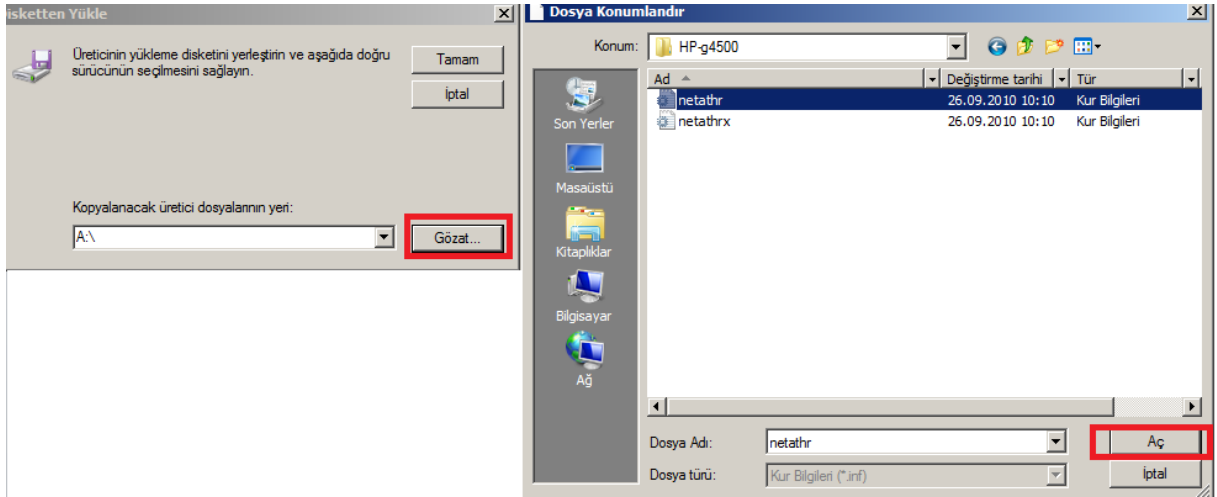 isketten Yükle
Üreticinin yükleme disketini yerleştirin ve aşağıda doğru
sürücünün seçilmesini sağlayın.
Tamam
İptal
Kopyalanacak üretici dosyalarının yeri:
A:\
Gözat...
Dosya Konumlandır
Konum:
HP-g4500
Ad
Değiştirme tarihi
Tür
netathr
26.09.2010 10:10
Kur Bilgileri
netathrx
26.09.2010 10:10
Kur Bilgileri
Son Yerler
Masaüstü
Kitaplıklar
Bilgisayar
Ağ
Dosya Adı:
netathr
Aç
Dosya türü:
Kur Bilgileri (*.inf)
İptal